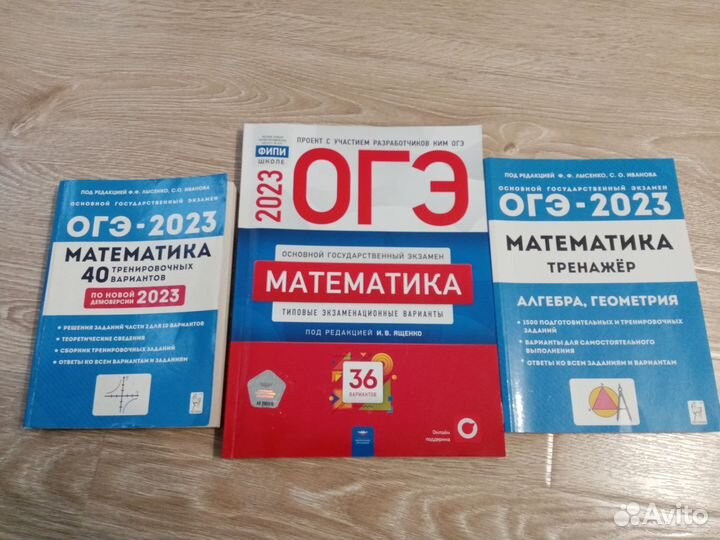 ПОД РЕДАКЦИЕЙ Ф.Ф. ЛЫСЕНКО, С.О. ИВАНОВА
ОСНОВНОЙ ГОСУДАРСТВЕННЫЙ ЭКЗАМЕН
ОГЭ - 2023
МАТЕМАТИКА
40 ТРЕНИРОВОЧНЫХ
ВАРИАНТОВ
ПО НОВОЙ
ДЕМОВЕРСИИ 2023
• РЕШЕНИЯ ЗАДАНИЙ ЧАСТИ 2 ДЛЯ 10 ВАРИАНТОВ
• ТЕОРЕТИЧЕСКИЕ СВЕДЕНИЯ
• СБОРНИК ТРЕНИРОВОЧНЫХ ЗАДАНИЙ
• ОТВЕТЫ КО ВСЕМ ВАРИАНТАМ И ЗАДАНИЯМ
ФИПИ
ШКОЛЕ
ПРОЕКТ С УЧАСТИЕМ РАЗРАБОТЧИКОВ КИМ ОГЭ
2023
ОГЭ
ОСНОВНОЙ ГОСУДАРСТВЕННЫЙ ЭКЗАМЕН
МАТЕМАТИКА
ТИПОВЫЕ ЭКЗАМЕНАЦИОННЫЕ ВАРИАНТЫ
ПОД РЕДАКЦИЕЙ И.В. ЯЩЕНКО
36
ВАРИАНТОВ
Онлайн
поддержка
ПОД РЕДАКЦИЕЙ Ф.Ф. ЛЫСЕНКО, С.О. ИВАНОВА
ОСНОВНОЙ ГОСУДАРСТВЕННЫЙ ЭКЗАМЕН
ОГЭ - 2023
МАТЕМАТИКА
ТРЕНАЖЁР
АЛГЕБРА, ГЕОМЕТРИЯ
• 1500 ПОДГОТОВИТЕЛЬНЫХ И ТРЕНИРОВОЧНЫХ
ЗАДАНИЙ
• ВАРИАНТЫ ДЛЯ САМОСТОЯТЕЛЬНОГО
ВЫПОЛНЕНИЯ
• ОТВЕТЫ КО ВСЕМ ЗАДАНИЯМ И ВАРИАНТАМ
Avito